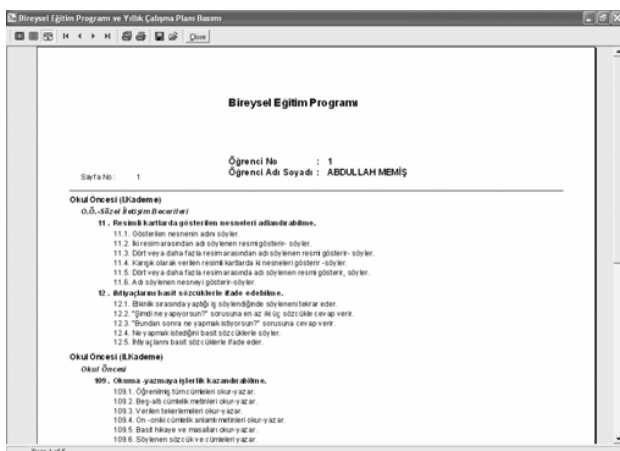 Bireysel Eğitim Programı ve Yıllık Çalışma Planı Basımı
Close
Bireysel Eğitim Programı
Öğrenci No : 1
Sayfa No : 1
Öğrenci Adı Soyadı : ABDULLAH MEMİŞ
Okul Öncesi (I.Kademe)
O.Ö.-Sözel İletişim Becerileri
11 . Resimli kartlarda gösterilen nesneleri adlandırabilme.
11.1. Gösterilen nesnenin adını söyler.
11.2. İki resim arasından adı söylenen resmi gösterir- söyler.
11.3. Dört veya daha fazla resim arasında adı söylenen resmi gösterir- söyler.
11.4. Karışık olarak verilen resimli kartlarda ki nesneleri gösterir -söyler.
11.5. Dört veya daha fazla resim arasında adı söylenen resmi gösterir, söyler.
11.6. Adı söylenen nesneyi gösterir-söyler.
12 . İhtiyaçlarını basit sözcüklerle ifade edebilme.
12.1. Etkinlik sırasında yaptığı iş söylendiğinde söyleneni tekrar eder.
12.2. "Şimdi ne yapıyorsun?" sorusuna en az iki üç sözcükle cevap verir.
12.3. "Bundan sonra ne yapmak istiyorsun?" sorusuna cevap verir.
12.4. Ne yapmak istediğini basit sözcüklerle söyler.
12.5. İhtiyaçlarını basit sözcüklerle ifade eder.
Okul Öncesi (II.Kademe)
Okul Öncesi
109 . Okuma -yazmaya işlerlik kazandırabilme.
109.1. Öğrenilmiş tüm cümleleri okur-yazar.
109.2. Beş-altı cümlelik metinleri okur-yazar.
109.3. Verilen tekerlemeleri okur-yazar.
109.4. On -oniki cümlelik anlamlı metinleri okur-yazar.
109.5. Basit hikaye ve masalları okur-yazar.
109.6. Söylenen sözcük ve cümleleri yazar.